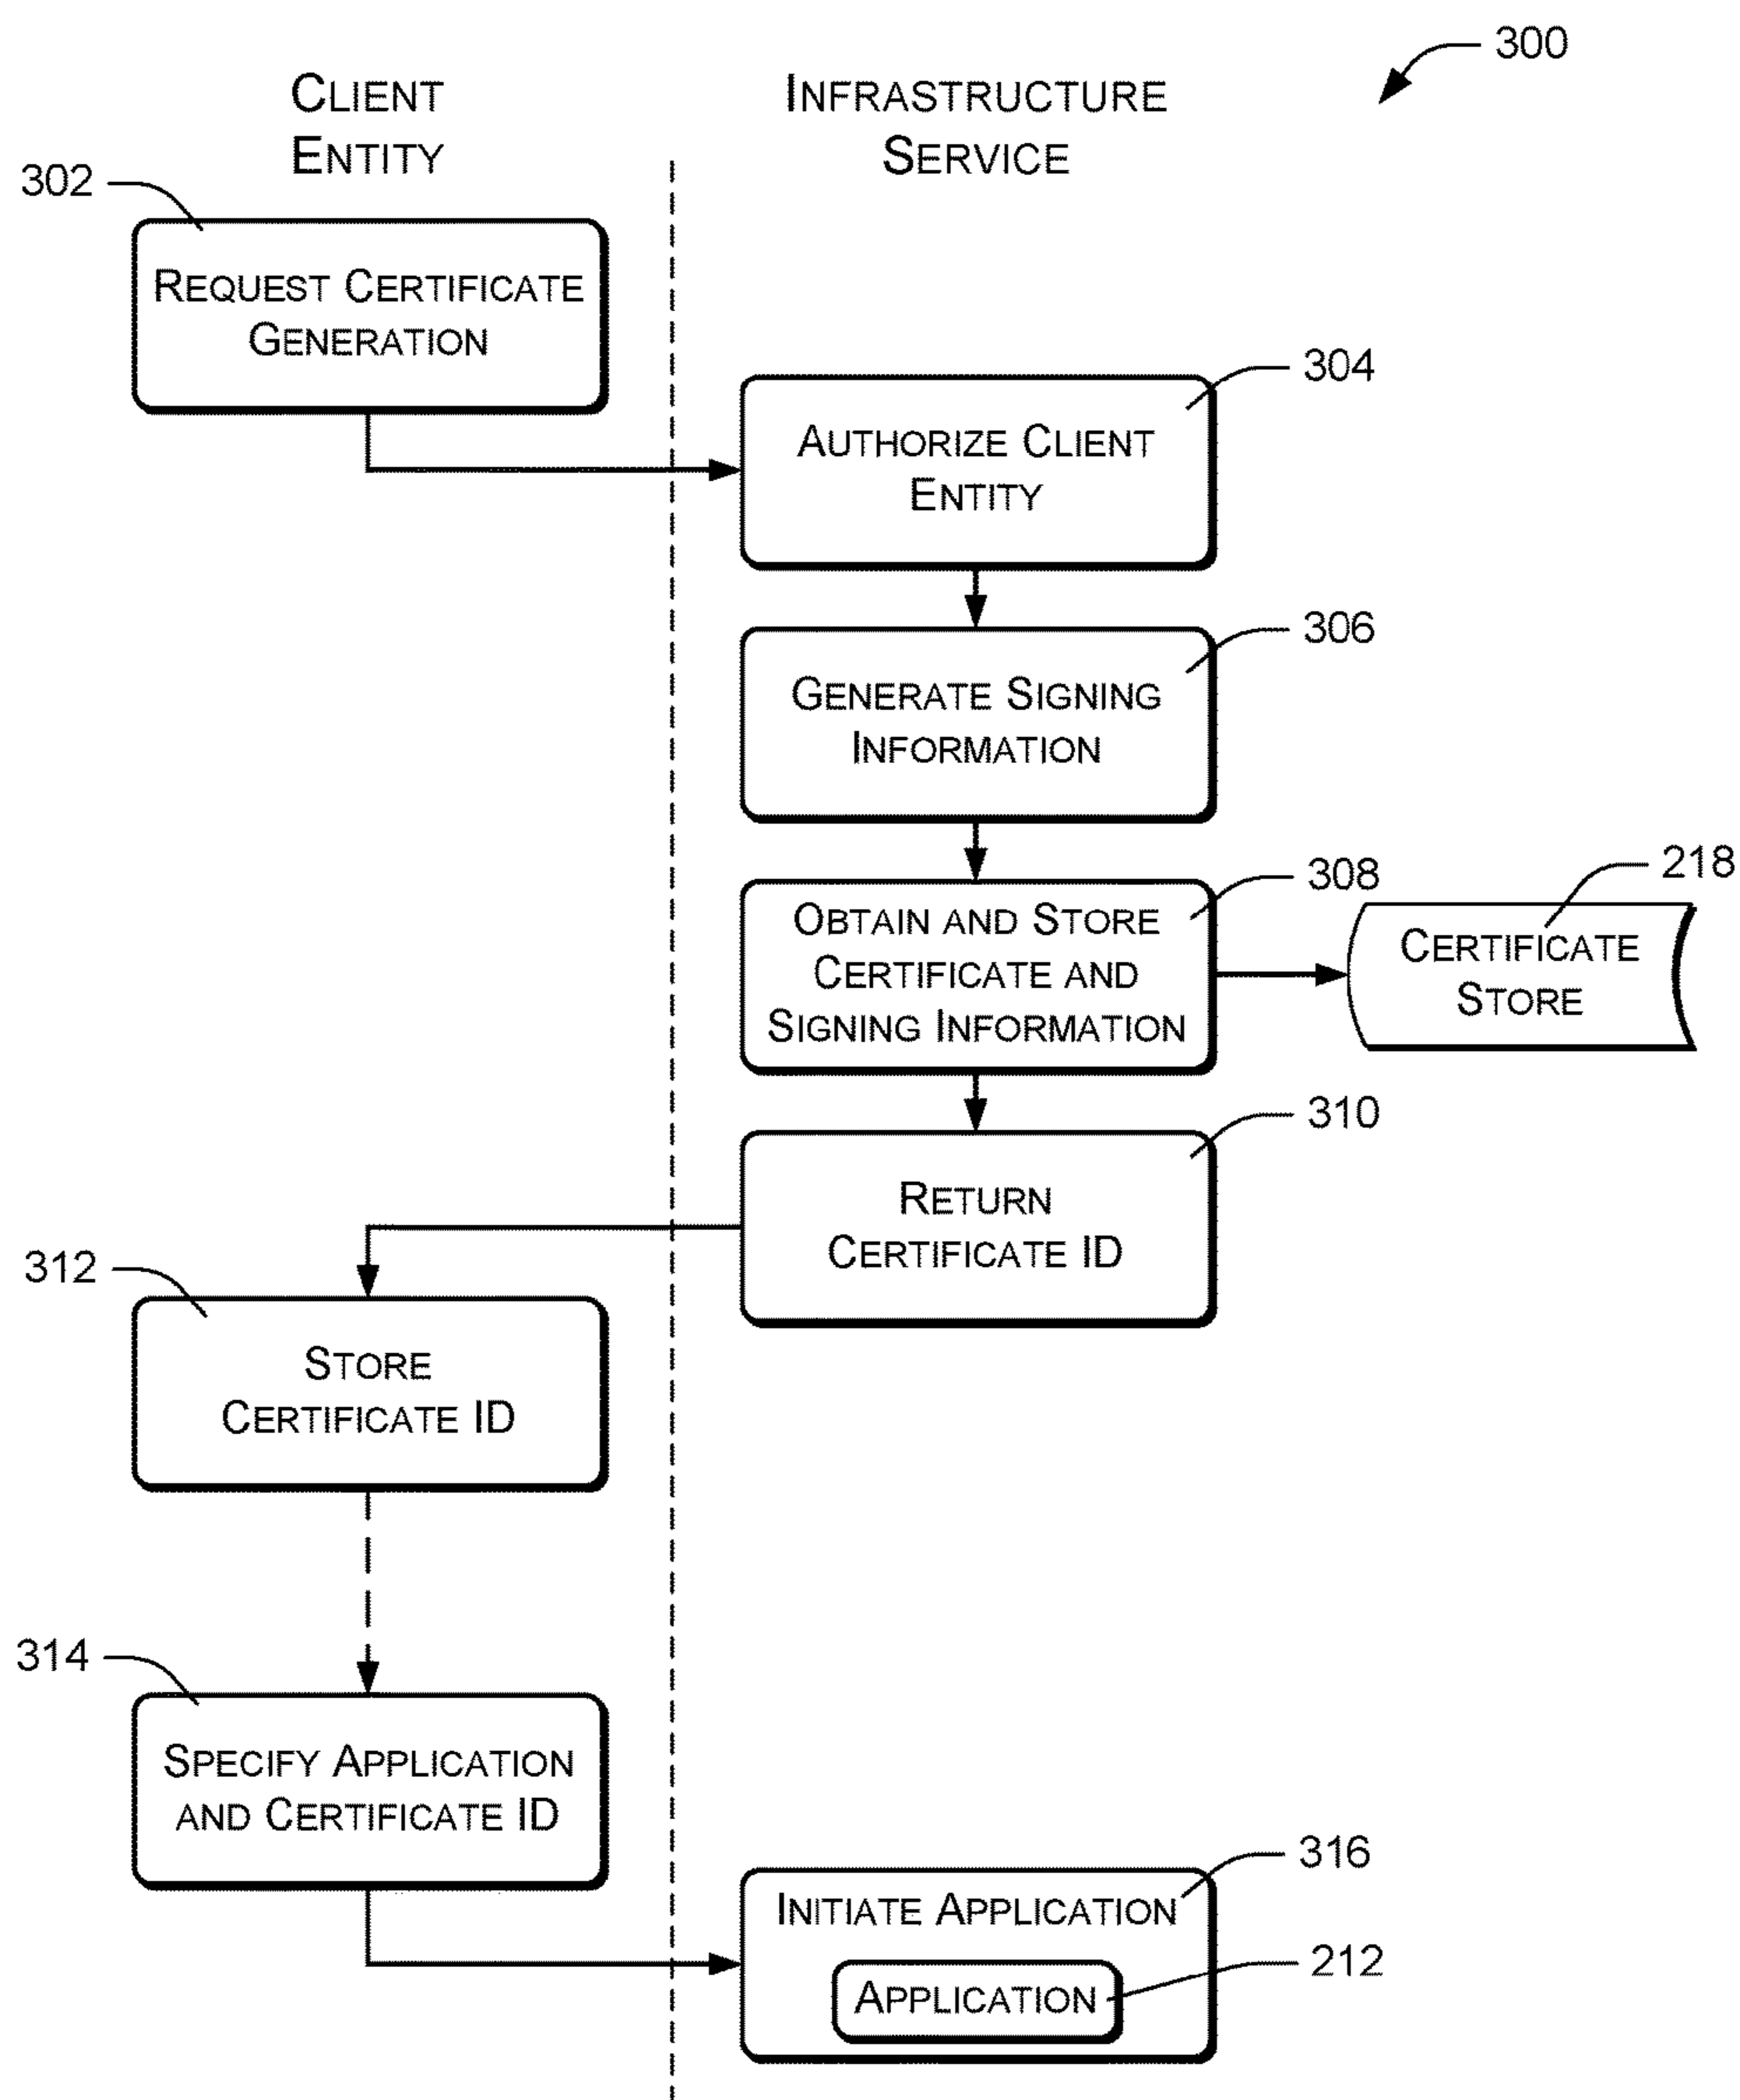 300
CLIENT
ENTITY
INFRASTRUCTURE
SERVICE
302
REQUEST CERTIFICATE
GENERATION
304
AUTHORIZE CLIENT
ENTITY
306
GENERATE SIGNING
INFORMATION
308
OBTAIN AND STORE
CERTIFICATE AND
SIGNING INFORMATION
218
CERTIFICATE
STORE
310
RETURN
CERTIFICATE ID
312
STORE
CERTIFICATE ID
314
SPECIFY APPLICATION
AND CERTIFICATE ID
316
INITIATE APPLICATION
212
APPLICATION